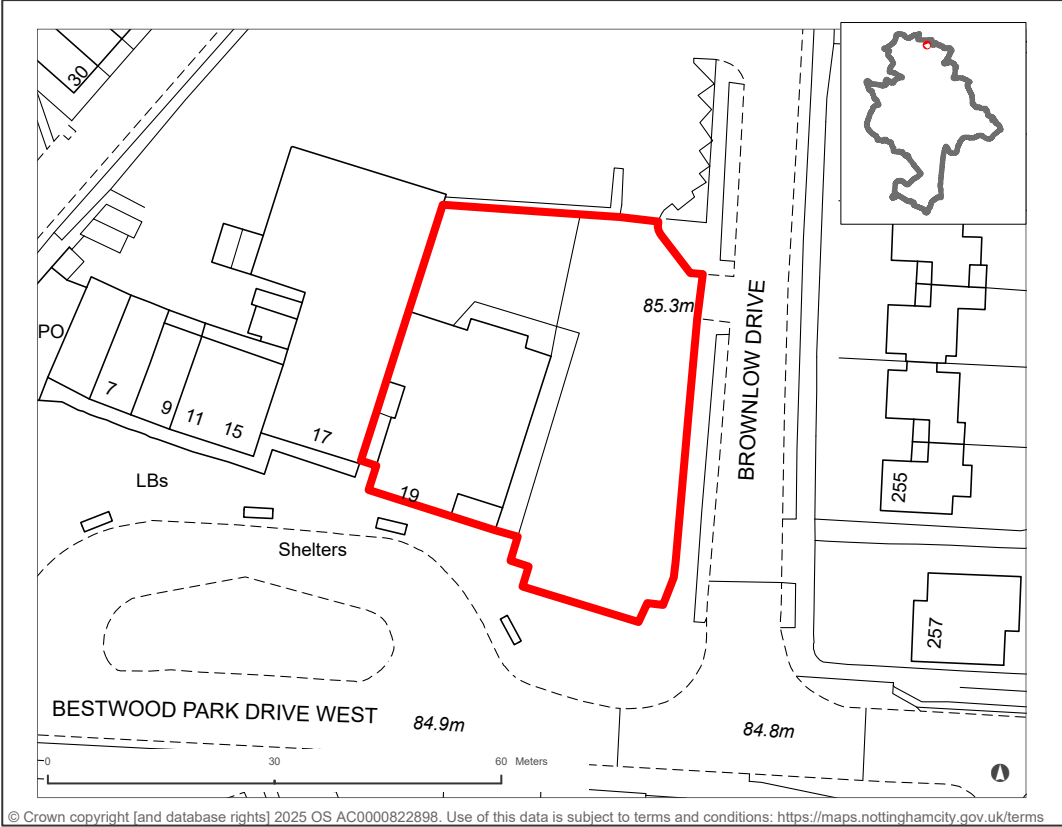 30
85.3m
BROWNLOW DRIVE
PO
7
9
11
15
17
19
LBs
Shelters
255
257
BESTWOOD PARK DRIVE WEST
84.9m
84.8m
0
30
60
Meters
© Crown copyright [and database rights] 2025 OS AC0000822898. Use of this data is subject to terms and conditions: https://maps.nottinghamcity.gov.uk/terms